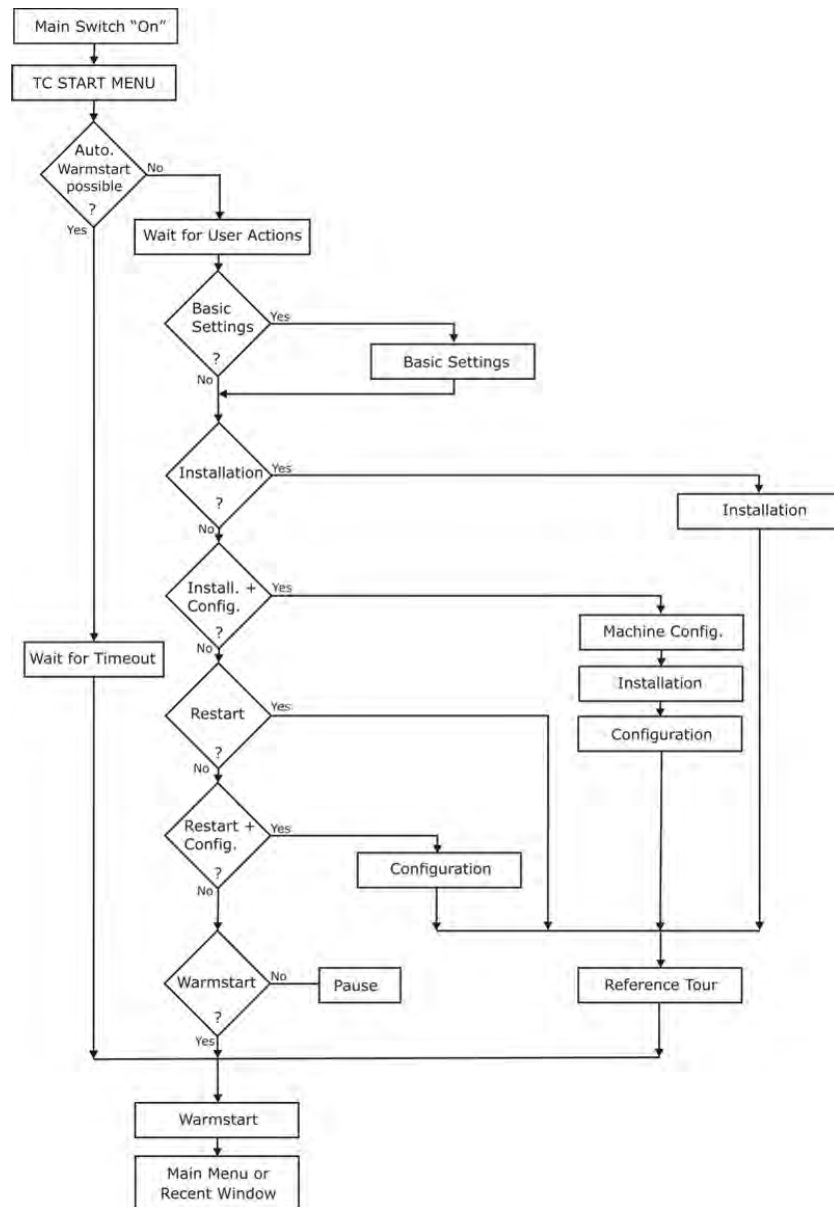 Main Switch “On”
TC START MENU
Auto.
Warmstart
possible
?
No
Yes
Wait for User Actions
Basic
Settings
?
Yes
No
Basic Settings
Installation
?
Yes
No
Installation
Install. +
Config.
?
Yes
No
Machine Config.
Installation
Configuration
Wait for Timeout
Restart
?
Yes
No
Restart +
Config.
?
Yes
No
Configuration
Warmstart
?
No
Yes
Pause
Reference Tour
Warmstart
Main Menu or
Recent Window